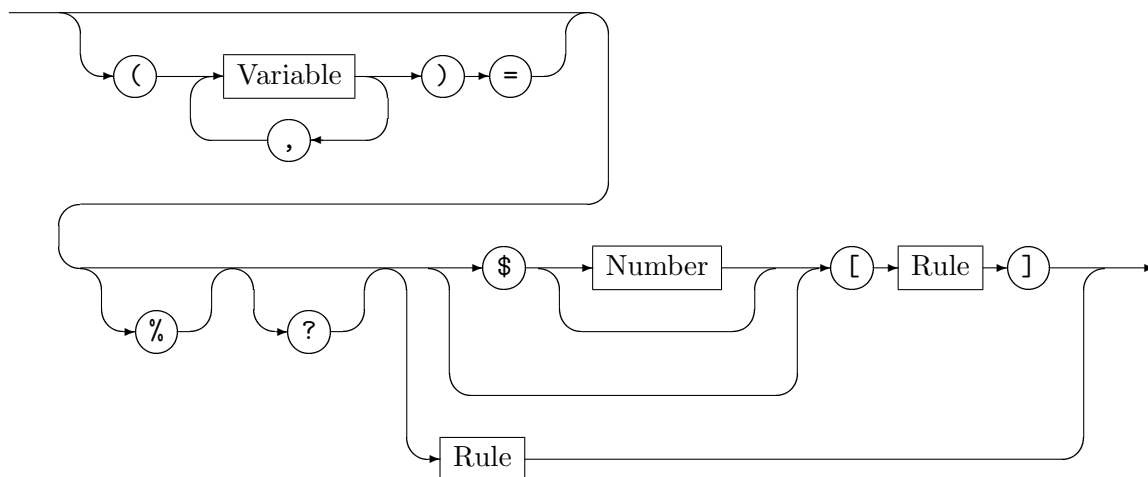 ( Variable ) =
,
$ Number [ Rule ]
% ?
Rule